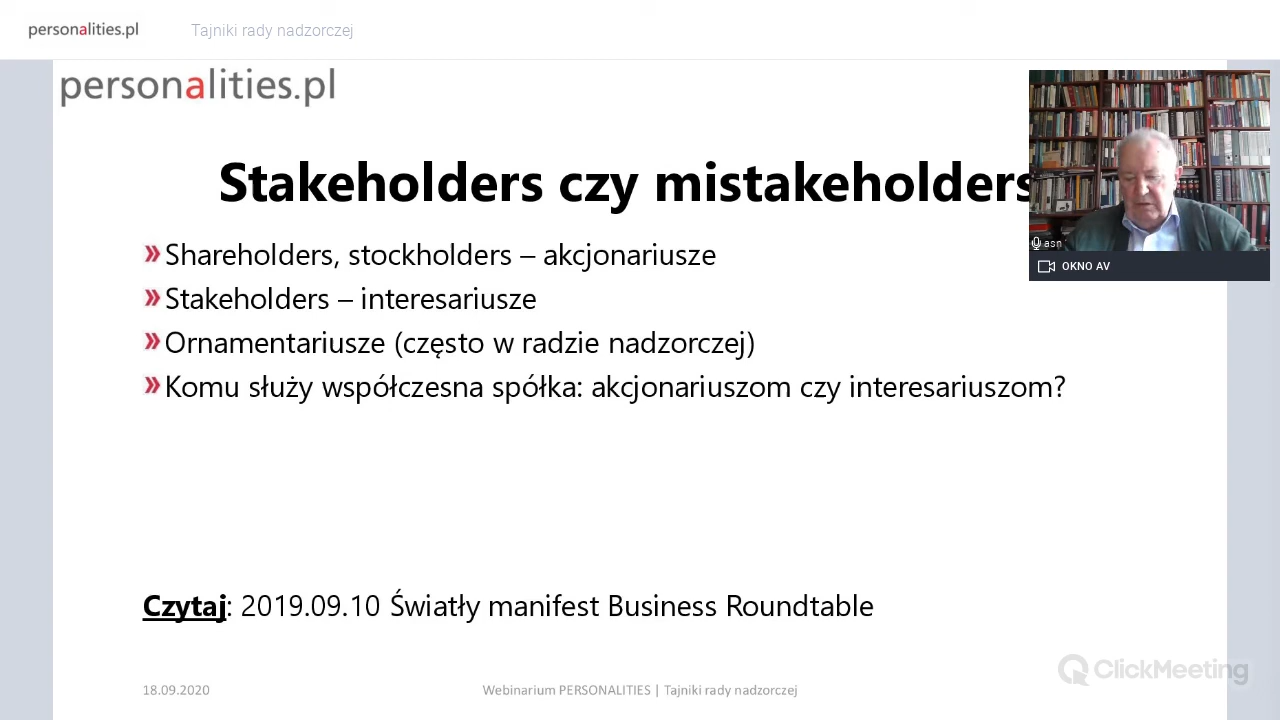 personalities.pl
Tajniki rady nadzorczej
personalities.pl
Stakeholders czy mistakeholders
» Shareholders, stockholders – akcjonariusze
» Stakeholders – interesariusze
» Ornamentariusze (często w radzie nadzorczej)
» Komu służy współczesna spółka: akcjonariuszom czy interesariuszom?
asn
OKNO AV
Czytaj: 2019.09.10 Światły manifest Business Roundtable
18.09.2020
Webinarium PERSONALITIES | Tajniki rady nadzorczej
ClickMeeting